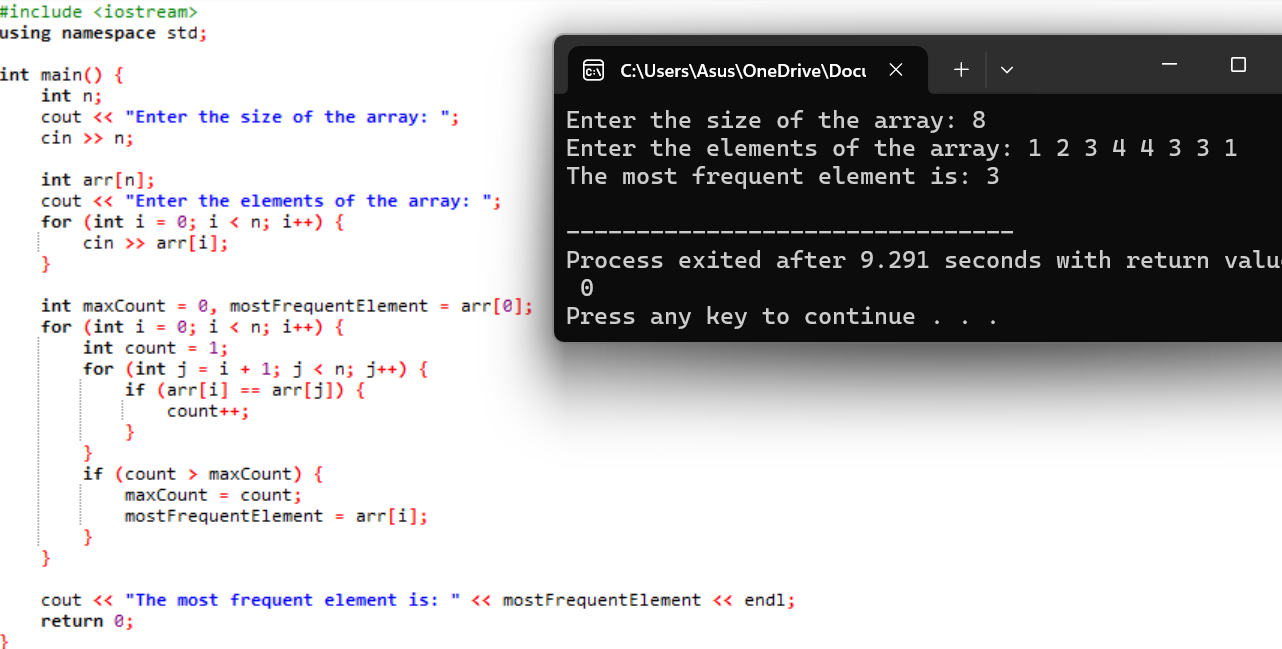 #include <iostream>
using namespace std;
int main() {
int n;
cout << "Enter the size of the array: ";
cin >> n;
int arr[n];
cout << "Enter the elements of the array: ";
for (int i = 0; i < n; i++) {
cin >> arr[i];
}
int maxCount = 0, mostFrequentElement = arr[0];
for (int i = 0; i < n; i++) {
int count = 1;
for (int j = i + 1; j < n; j++) {
if (arr[i] == arr[j]) {
count++;
}
}
if (count > maxCount) {
maxCount = count;
mostFrequentElement = arr[i];
}
}
cout << "The most frequent element is: " << mostFrequentElement << endl;
return 0;
}
C:\Users\Asus\OneDrive\Docu
Enter the size of the array: 8
Enter the elements of the array: 1 2 3 4 4 3 3 1
The most frequent element is: 3
--------------------------------
Process exited after 9.291 seconds with return valu
0
Press any key to continue . . .